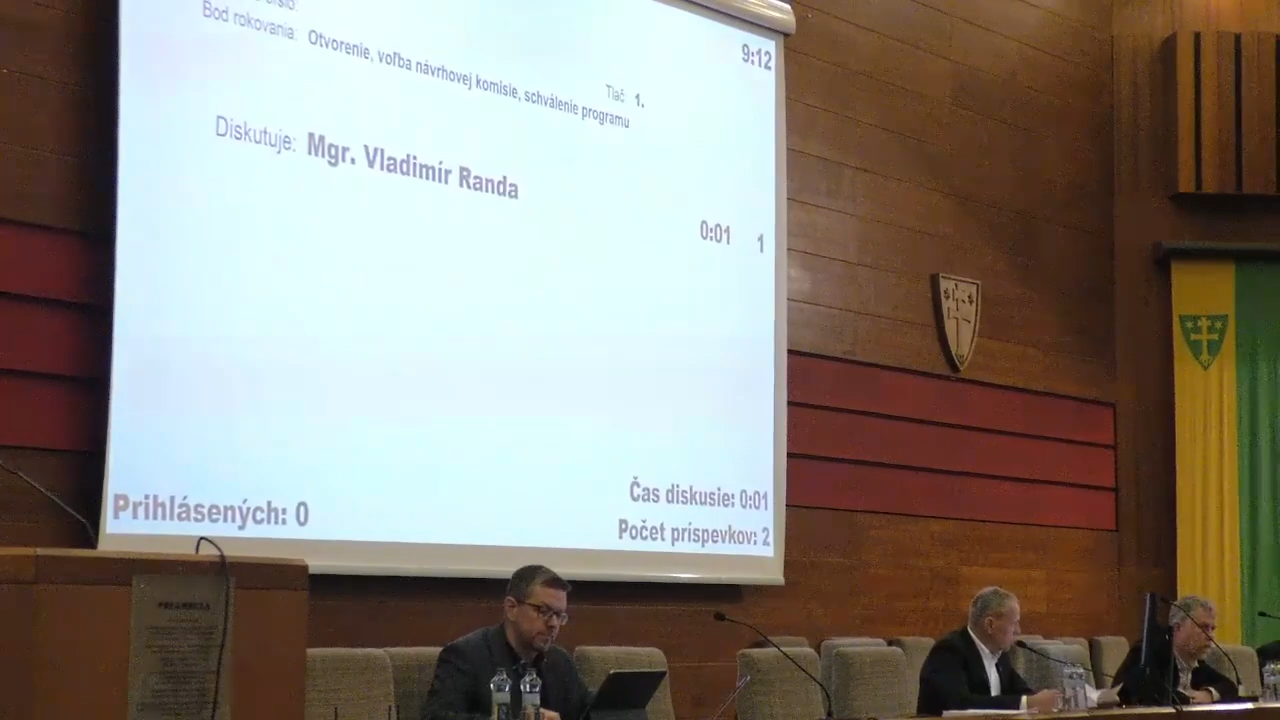 Bod rokovania: Otvorenie, voľba návrhovej komisie, schválenie programu
9:12
Tlač: 1.
Diskutuje: Mgr. Vladimír Randa
0:01 1
Prihlásených: 0
Čas diskusie: 0:01
Počet príspevkov: 2